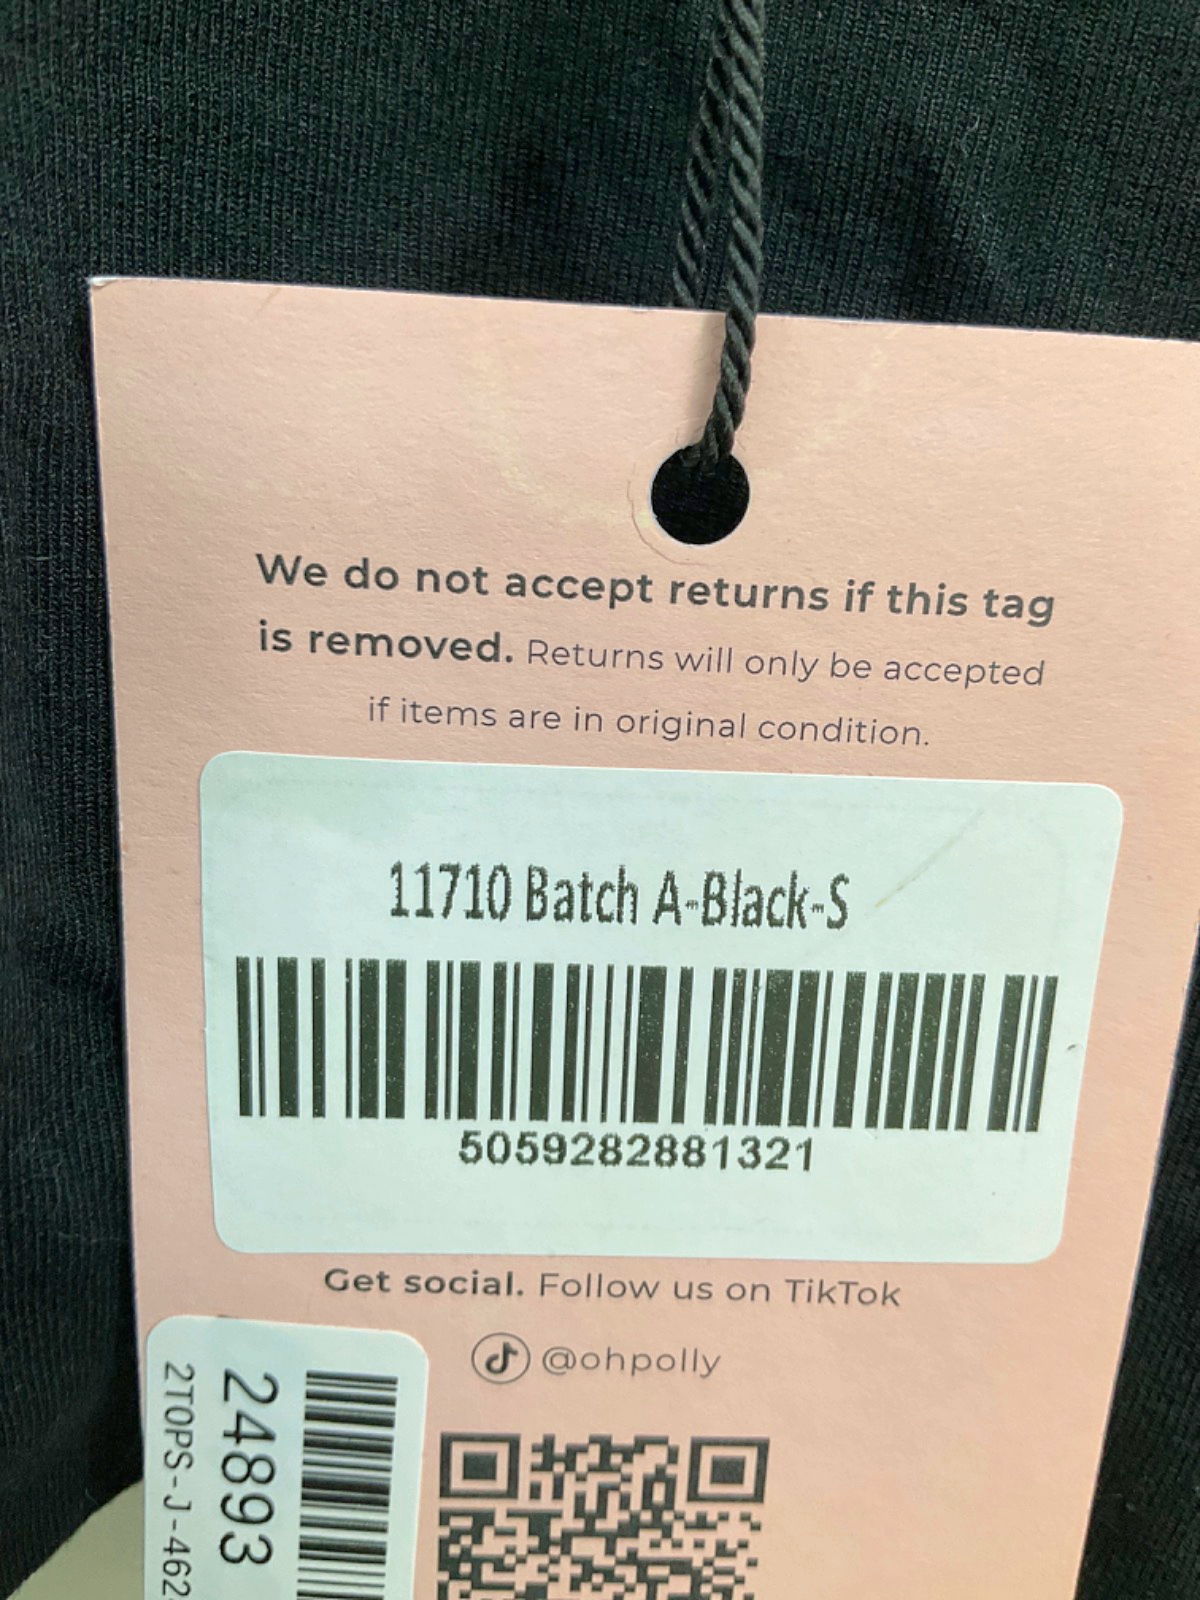 We do not accept returns if this tag
is removed. Returns will only be accepted
if items are in original condition.
11710 Batch A-Black-S
5059282881321
Get social. Follow us on TikTok
@ohpolly
24893
2TOPS-J-462